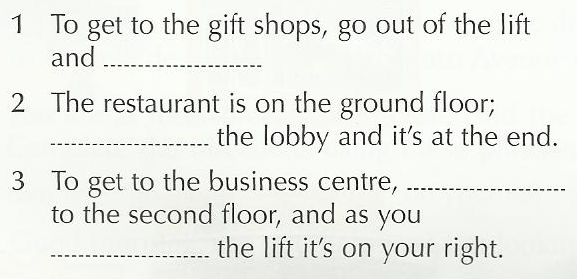 1 To get to the gift shops, go out of the lift
and ........................
2 The restaurant is on the ground floor;
........................ the lobby and it's at the end.
3 To get to the business centre, ........................
to the second floor, and as you
........................ the lift it's on your right.